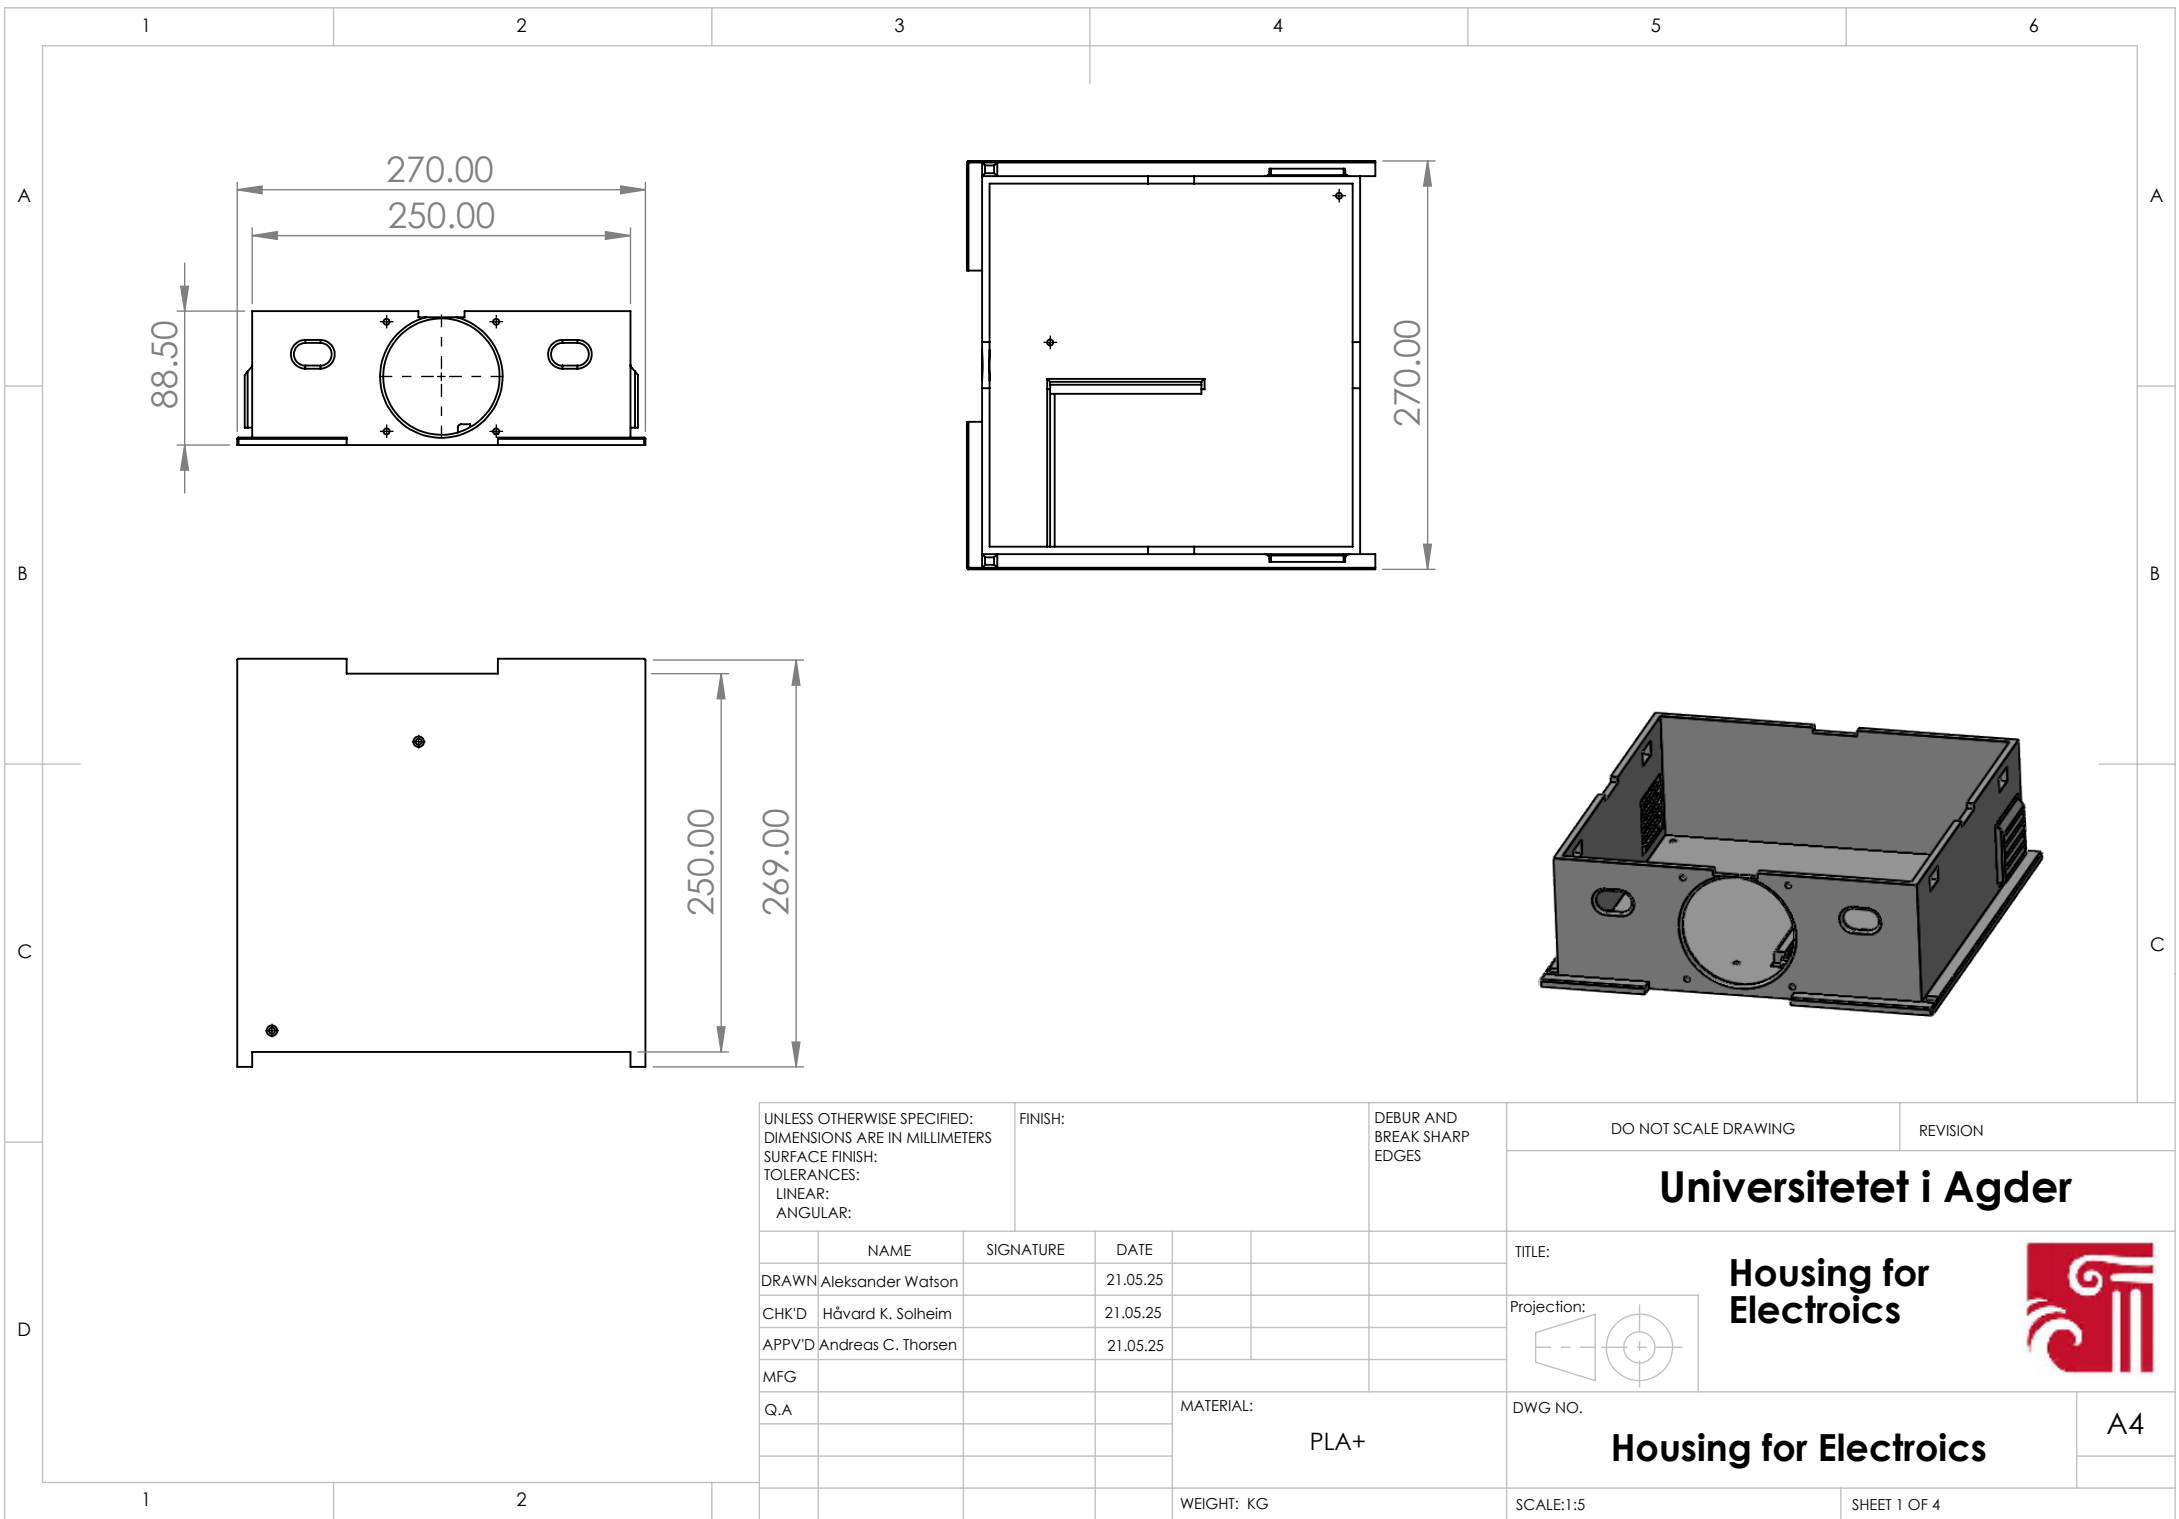 1 2 3 4 5 6
A A
270.00
250.00
88.50
270.00
B B
250.00
269.00
C C
UNLESS OTHERWISE SPECIFIED:
DIMENSIONS ARE IN MILLIMETERS
SURFACE FINISH:
TOLERANCES:
LINEAR:
ANGULAR:
FINISH:
DEBUR AND
BREAK SHARP
EDGES
DO NOT SCALE DRAWING
REVISION
Universitetet i Agder
NAME SIGNATURE DATE
DRAWN Aleksander Watson 21.05.25
CHK'D Håvard K. Solheim 21.05.25
APPV'D Andreas C. Thorsen 21.05.25
MFG
Q.A
TITLE:
Housing for
Electroics
Projection:
D
MATERIAL:
PLA+
DWG NO.
Housing for Electroics
A4
WEIGHT: KG
SCALE:1:5
SHEET 1 OF 4
1 2